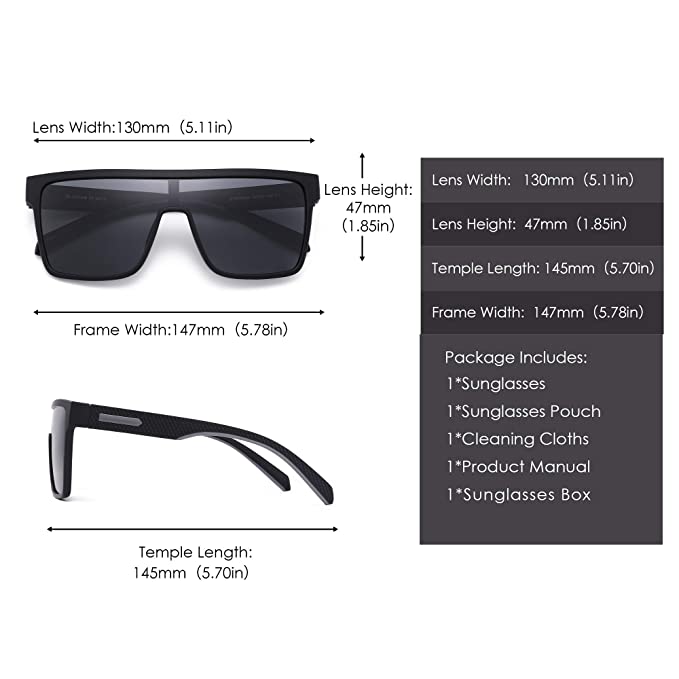 Lens Width:130mm（5.11in）
Lens Height:
47mm
（1.85in）
Frame Width:147mm（5.78in）
Temple Length:
145mm（5.70in）
Lens Width: 130mm（5.11in）
Lens Height: 47mm（1.85in）
Temple Length: 145mm（5.70in）
Frame Width: 147mm（5.78in）
Package Includes:
1*Sunglasses
1*Sunglasses Pouch
1*Cleaning Cloths
1*Product Manual
1*Sunglasses Box